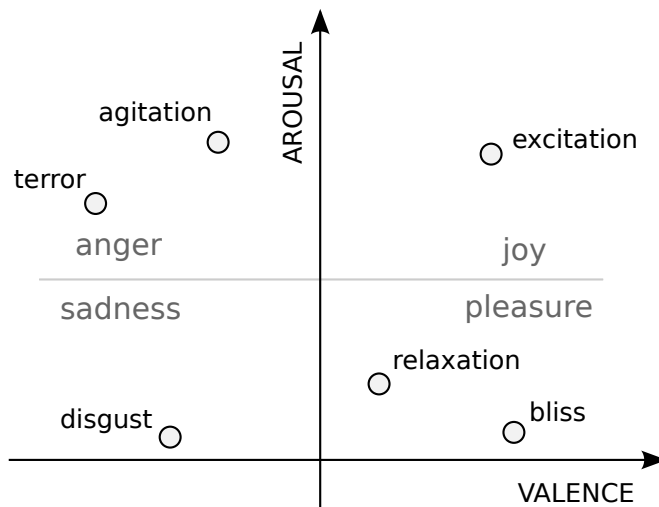 AROUSAL
agitation
excitation
terror
anger
joy
sadness
pleasure
relaxation
disgust
bliss
VALENCE